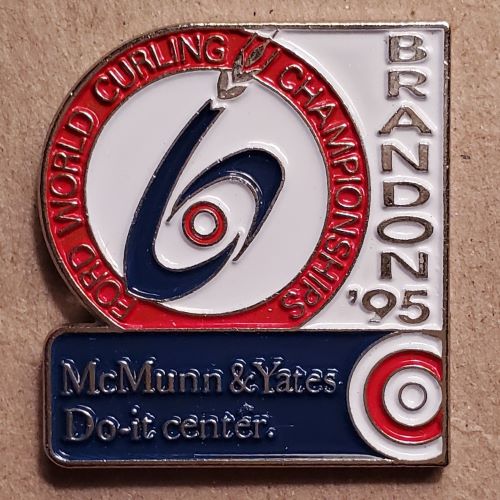 FORD WORLD CURLING CHAMPIONSHIPS
BRANDON '95
McMunn & Yates
Do-it center.